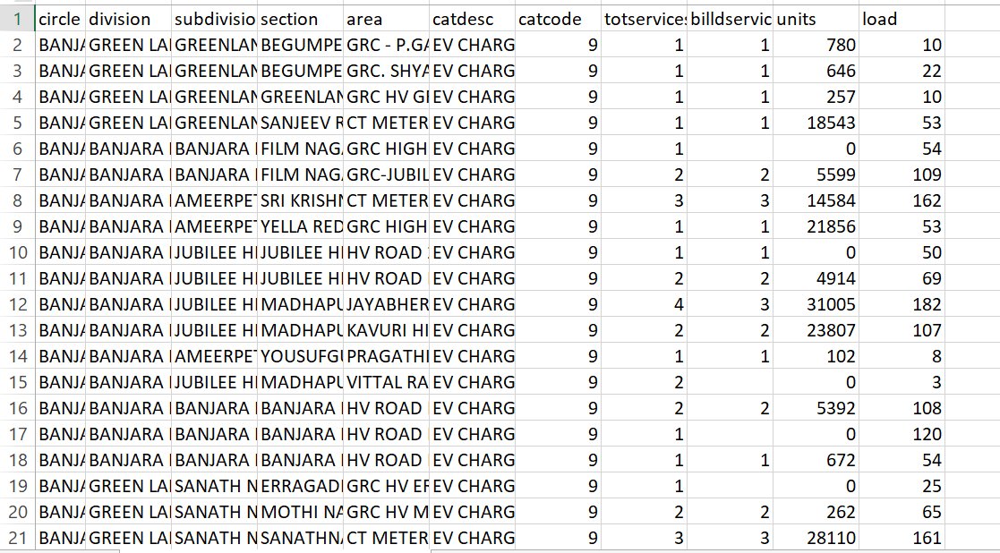 1 circle division subdivisio section area catdesc catcode totservices billdservic units load
2 BANJA GREEN LAI GREENLAN BEGUMPE GRC - P.GA EV CHARG 9 1 1 780 10
3 BANJA GREEN LAI GREENLAN BEGUMPE GRC. SHYA EV CHARG 9 1 1 646 22
4 BANJA GREEN LAI GREENLAN GREENLAN GRC HV GI EV CHARG 9 1 1 257 10
5 BANJA GREEN LAI GREENLAN SANJEEV R CT METER EV CHARG 9 1 1 18543 53
6 BANJA BANJARA BANJARA FILM NAGA GRC HIGH EV CHARG 9 1 0 54
7 BANJA BANJARA BANJARA FILM NAGA GRC-JUBIL EV CHARG 9 2 2 5599 109
8 BANJA BANJARA AMEERPET SRI KRISHN CT METER EV CHARG 9 3 3 14584 162
9 BANJA BANJARA AMEERPET YELLA RED GRC HIGH EV CHARG 9 1 1 21856 53
10 BANJA BANJARA JUBILEE HI JUBILEE HI HV ROAD EV CHARG 9 1 1 0 50
11 BANJA BANJARA JUBILEE HI JUBILEE HI HV ROAD EV CHARG 9 2 2 4914 69
12 BANJA BANJARA JUBILEE HI MADHAPU JAYABHER EV CHARG 9 4 3 31005 182
13 BANJA BANJARA JUBILEE HI MADHAPU KAVURI HI EV CHARG 9 2 2 23807 107
14 BANJA BANJARA AMEERPET YOUSUFGU PRAGATHI EV CHARG 9 1 1 102 8
15 BANJA BANJARA JUBILEE HI MADHAPU VITTAL RA EV CHARG 9 2 0 3
16 BANJA BANJARA BANJARA BANJARA HV ROAD EV CHARG 9 2 2 5392 108
17 BANJA BANJARA BANJARA BANJARA HV ROAD EV CHARG 9 1 0 120
18 BANJA BANJARA BANJARA BANJARA HV ROAD EV CHARG 9 1 1 672 54
19 BANJA GREEN LAI SANATH N ERRAGADI GRC HV ER EV CHARG 9 1 0 25
20 BANJA GREEN LAI SANATH N MOTHI NA GRC HV M EV CHARG 9 2 2 262 65
21 BANJA GREEN LAI SANATH N SANATHNA CT METER EV CHARG 9 3 3 28110 161